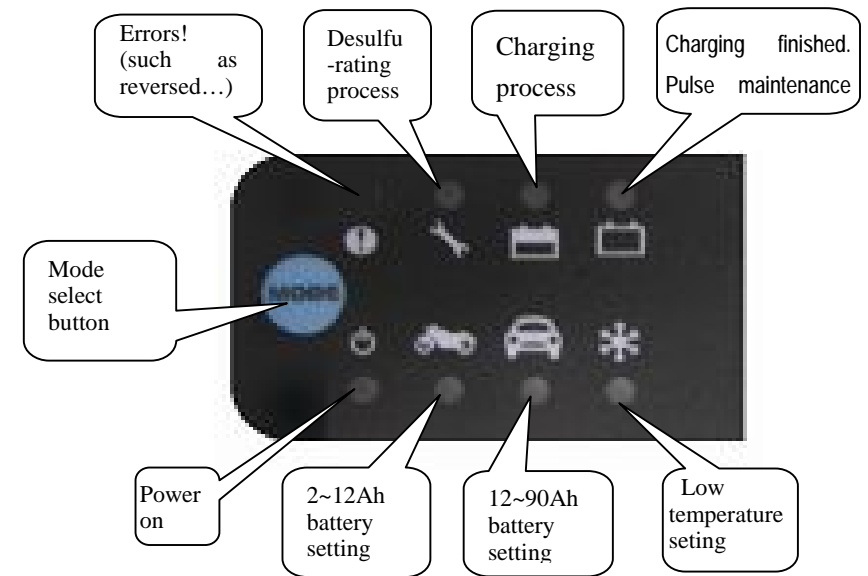 Errors!
(such as
reversed…)
Desulfu
-rating
process
Charging
process
Charging finished.
Pulse maintenance
Mode
select
button
MODE
Power
on
2~12Ah
battery
setting
12~90Ah
battery
setting
Low
temperature
seting